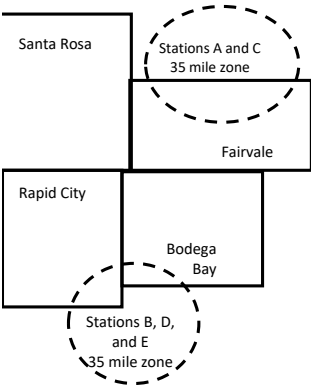 Santa Rosa
Stations A and C
35 mile zone
Fairvale
Rapid City
Bodega
Bay
Stations B, D,
and E
35 mile zone